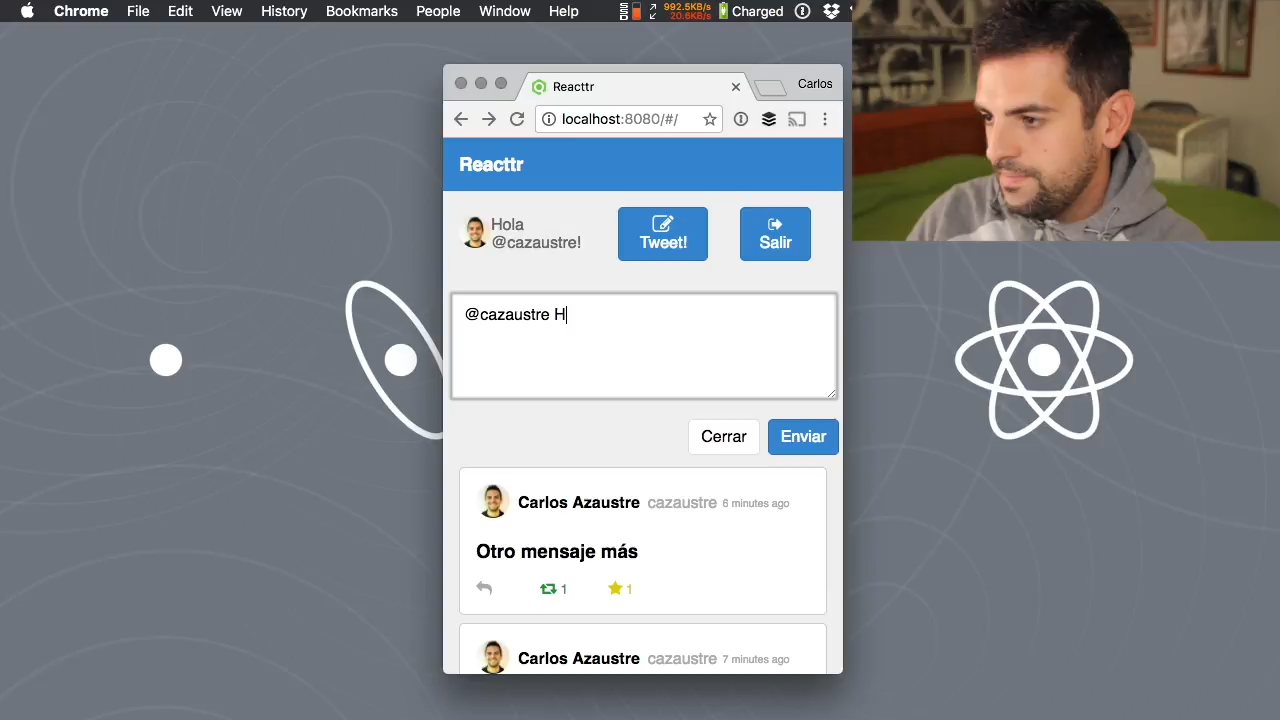 Chrome File Edit View History Bookmarks People Window Help 992.5KB/s Charged
20.6KB/s
Reacttr Carlos
localhost:8080/#/
Reacttr
Hola
@cazaustre!
Tweet!
Salir
@cazaustre H
Cerrar Enviar
Carlos Azaustre cazaustre 6 minutes ago
Otro mensaje más
1 1
Carlos Azaustre cazaustre 7 minutes ago